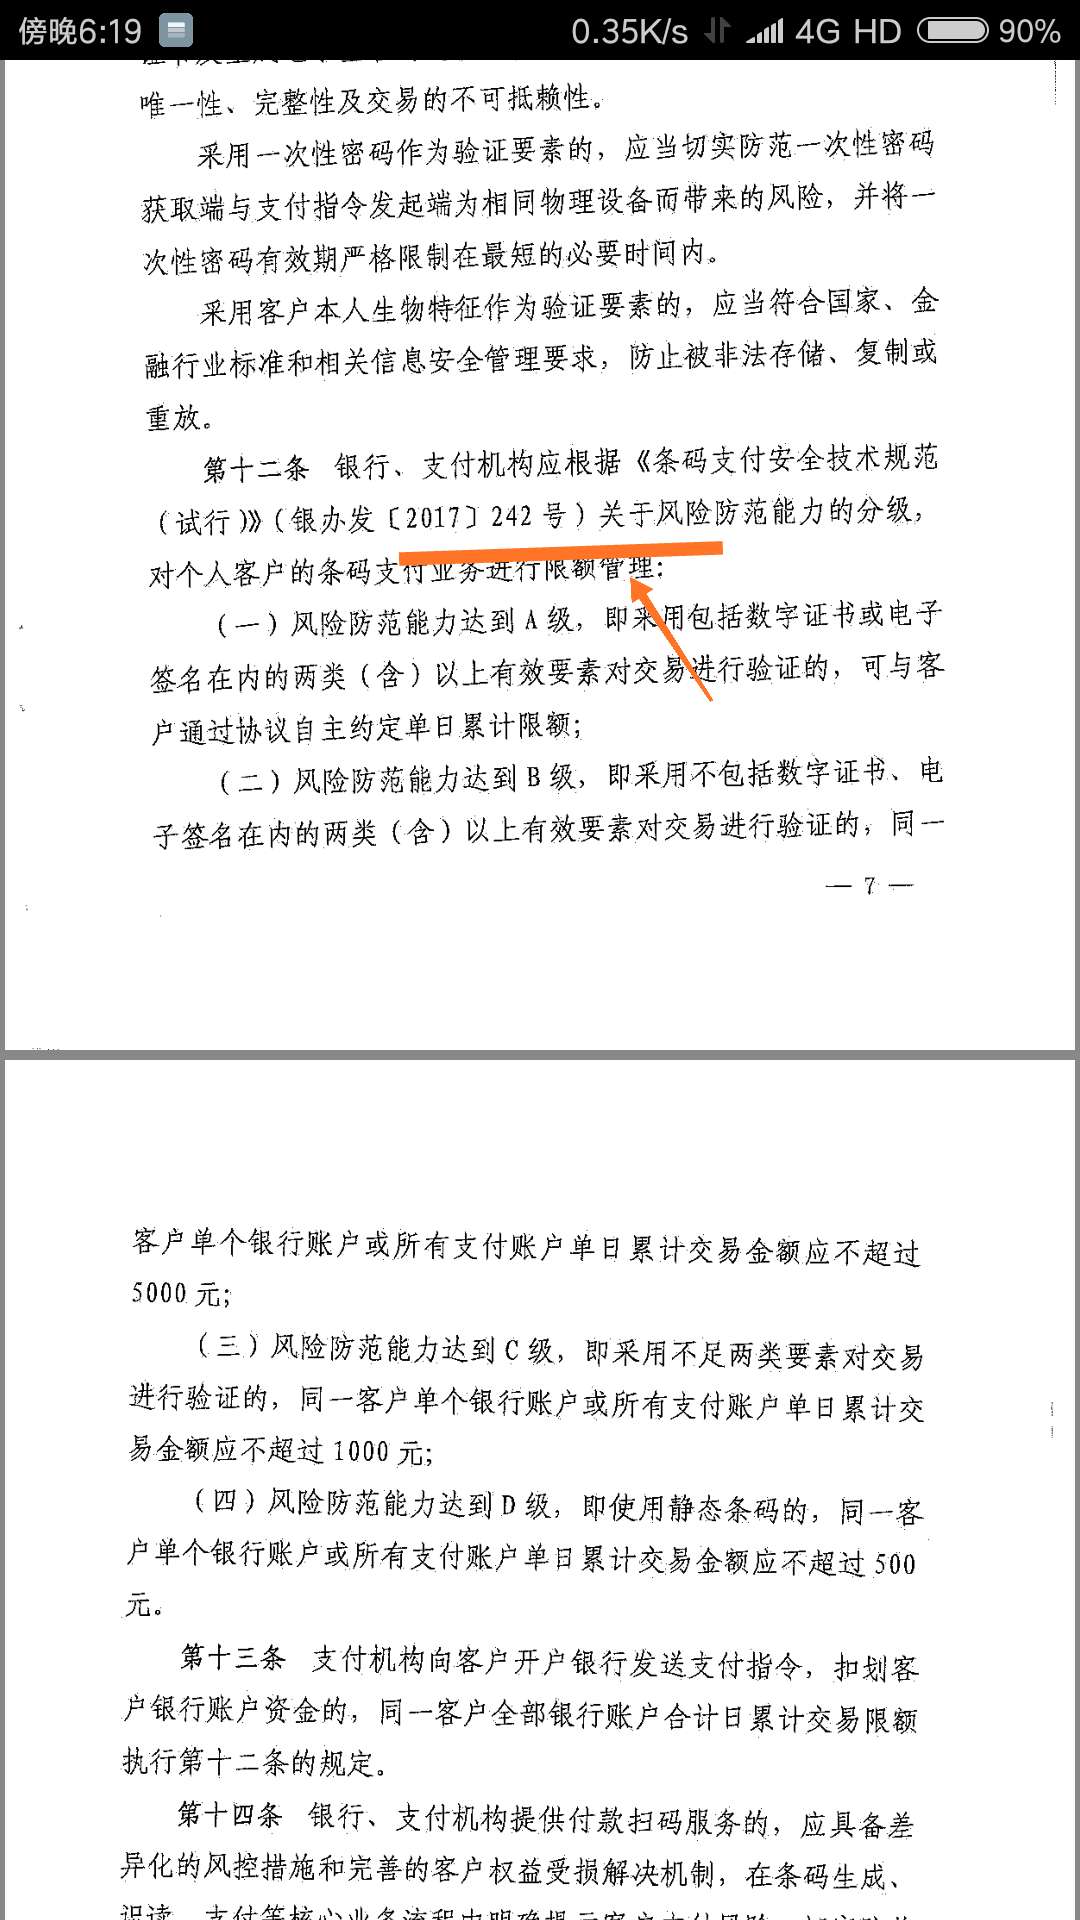 傍晚6:19 0.35K/s 4G HD 90%
唯一性、完整性及交易的不可抵赖性。
采用一次性密码作为验证要素的，应当切实防范一次性密码
获取端与支付指令发起端为相同物理设备而带来的风险，并将一
次性密码有效期严格限制在最短的必要时间内。
采用客户本人生物特征作为验证要素的，应当符合国家、金
融行业标准和相关信息安全管理要求，防止被非法存储、复制或
重放。
第十二条 银行、支付机构应根据《条码支付安全技术规范
（试行）》（银办发〔2017〕242 号）关于风险防范能力的分级，
对个人客户的条码支付业务进行限额管理：
（一）风险防范能力达到 A 级，即采用包括数字证书或电子
签名在内的两类（含）以上有效要素对交易进行验证的，可与客
户通过协议自主约定单日累计限额；
（二）风险防范能力达到 B 级，即采用不包括数字证书、电
子签名在内的两类（含）以上有效要素对交易进行验证的，同一
— 7 —
客户单个银行账户或所有支付账户单日累计交易金额应不超过
5000 元；
（三）风险防范能力达到 C 级，即采用不足两类要素对交易
进行验证的，同一客户单个银行账户或所有支付账户单日累计交
易金额应不超过 1000 元；
（四）风险防范能力达到 D 级，即使用静态条码的，同一客
户单个银行账户或所有支付账户单日累计交易金额应不超过 500
元。
第十三条 支付机构向客户开户银行发送支付指令，扣划客
户银行账户资金的，同一客户全部银行账户合计日累计交易限额
执行第十二条的规定。
第十四条 银行、支付机构提供付款扫码服务的，应具备差
异化的风控措施和完善的客户权益受损解决机制，在条码生成、
识读、支付等核心业务流程中明确提示客户支付风险